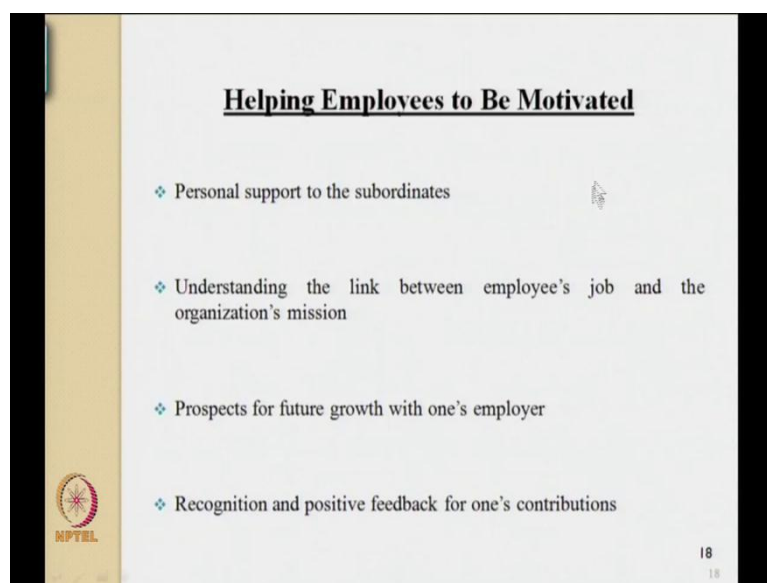 Helping Employees to Be Motivated
Personal support to the subordinates
Understanding the link between employee's job and the
organization's mission
Prospects for future growth with one's employer
Recognition and positive feedback for one's contributions
NPTEL
18
18